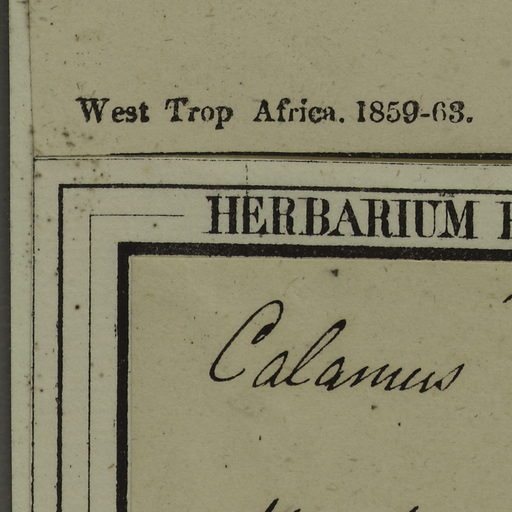 West Trop Africa. 1859-63.
HERBARIUM
Calamus